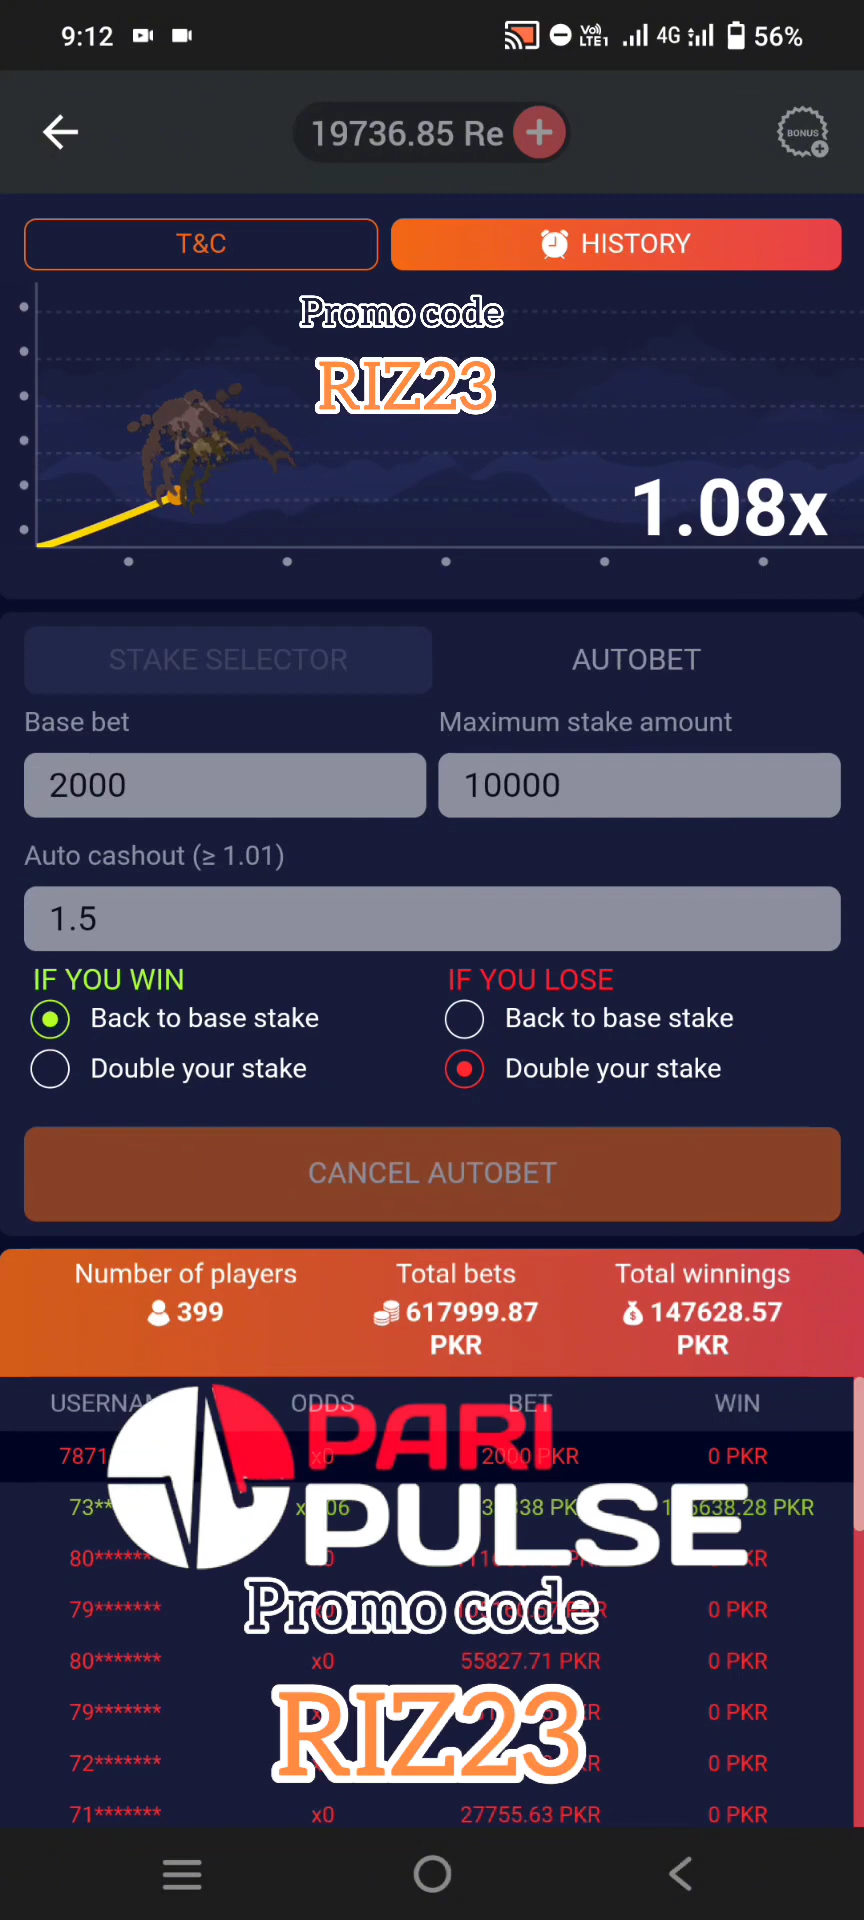 9:12
Vo) LTE1
4G
56%
19736.85 Re
BONUS
T&C
HISTORY
Promo code
RIZ23
1.08x
STAKE SELECTOR
AUTOBET
Base bet
Maximum stake amount
2000
10000
Auto cashout (≥ 1.01)
1.5
IF YOU WIN
IF YOU LOSE
Back to base stake
Back to base stake
Double your stake
Double your stake
CANCEL AUTOBET
Number of players
Total bets
Total winnings
399
617999.87
147628.57
PKR
PKR
ODDS
BET
WIN
PARI
x0
2000 PKR
0 PKR
PULSE
Promo code
79*******
0 PKR
80*******
x0
55827.71 PKR
0 PKR
RIZ23
79*******
0 PKR
72*******
0 PKR
71*******
x0
27755.63 PKR
0 PKR